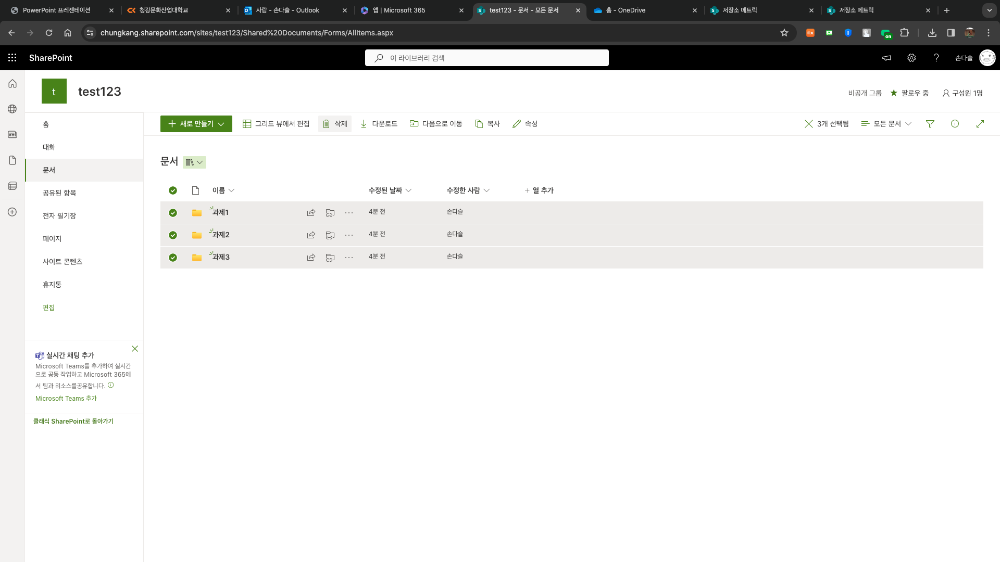 PowerPoint 프레젠테이션
청강문화산업대학교
사람 - 손다슬 - Outlook
앱 | Microsoft 365
test123 - 문서 - 모든 문서
홈 - OneDrive
저장소 메트릭
저장소 메트릭
chungkang.sharepoint.com/sites/test123/Shared%20Documents/Forms/AllItems.aspx
on
SharePoint
이 라이브러리 검색
손다슬
t
test123
비공개 그룹
팔로우 중
구성원 1명
홈
대화
문서
공유된 항목
전자 필기장
페이지
사이트 콘텐츠
휴지통
편집
새로 만들기
그리드 뷰에서 편집
삭제
다운로드
다음으로 이동
복사
속성
3개 선택됨
모든 문서
문서
이름
수정된 날짜
수정한 사람
+ 열 추가
과제1
4분 전
손다슬
과제2
4분 전
손다슬
과제3
4분 전
손다슬
실시간 채팅 추가
Microsoft Teams를 추가하여 실시간
으로 공동 작업하고 Microsoft 365에
서 팀과 리소스를공유합니다.
Microsoft Teams 추가
클래식 SharePoint로 돌아가기